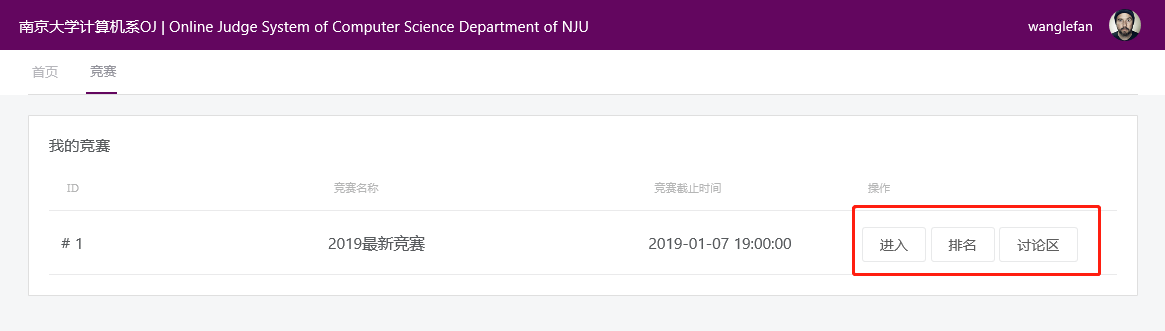 南京大学计算机系OJ | Online Judge System of Computer Science Department of NJU
wanglefan
首页 竞赛
我的竞赛
ID 竞赛名称 竞赛截止时间 操作
# 1 2019最新竞赛 2019-01-07 19:00:00 进入 排名 讨论区